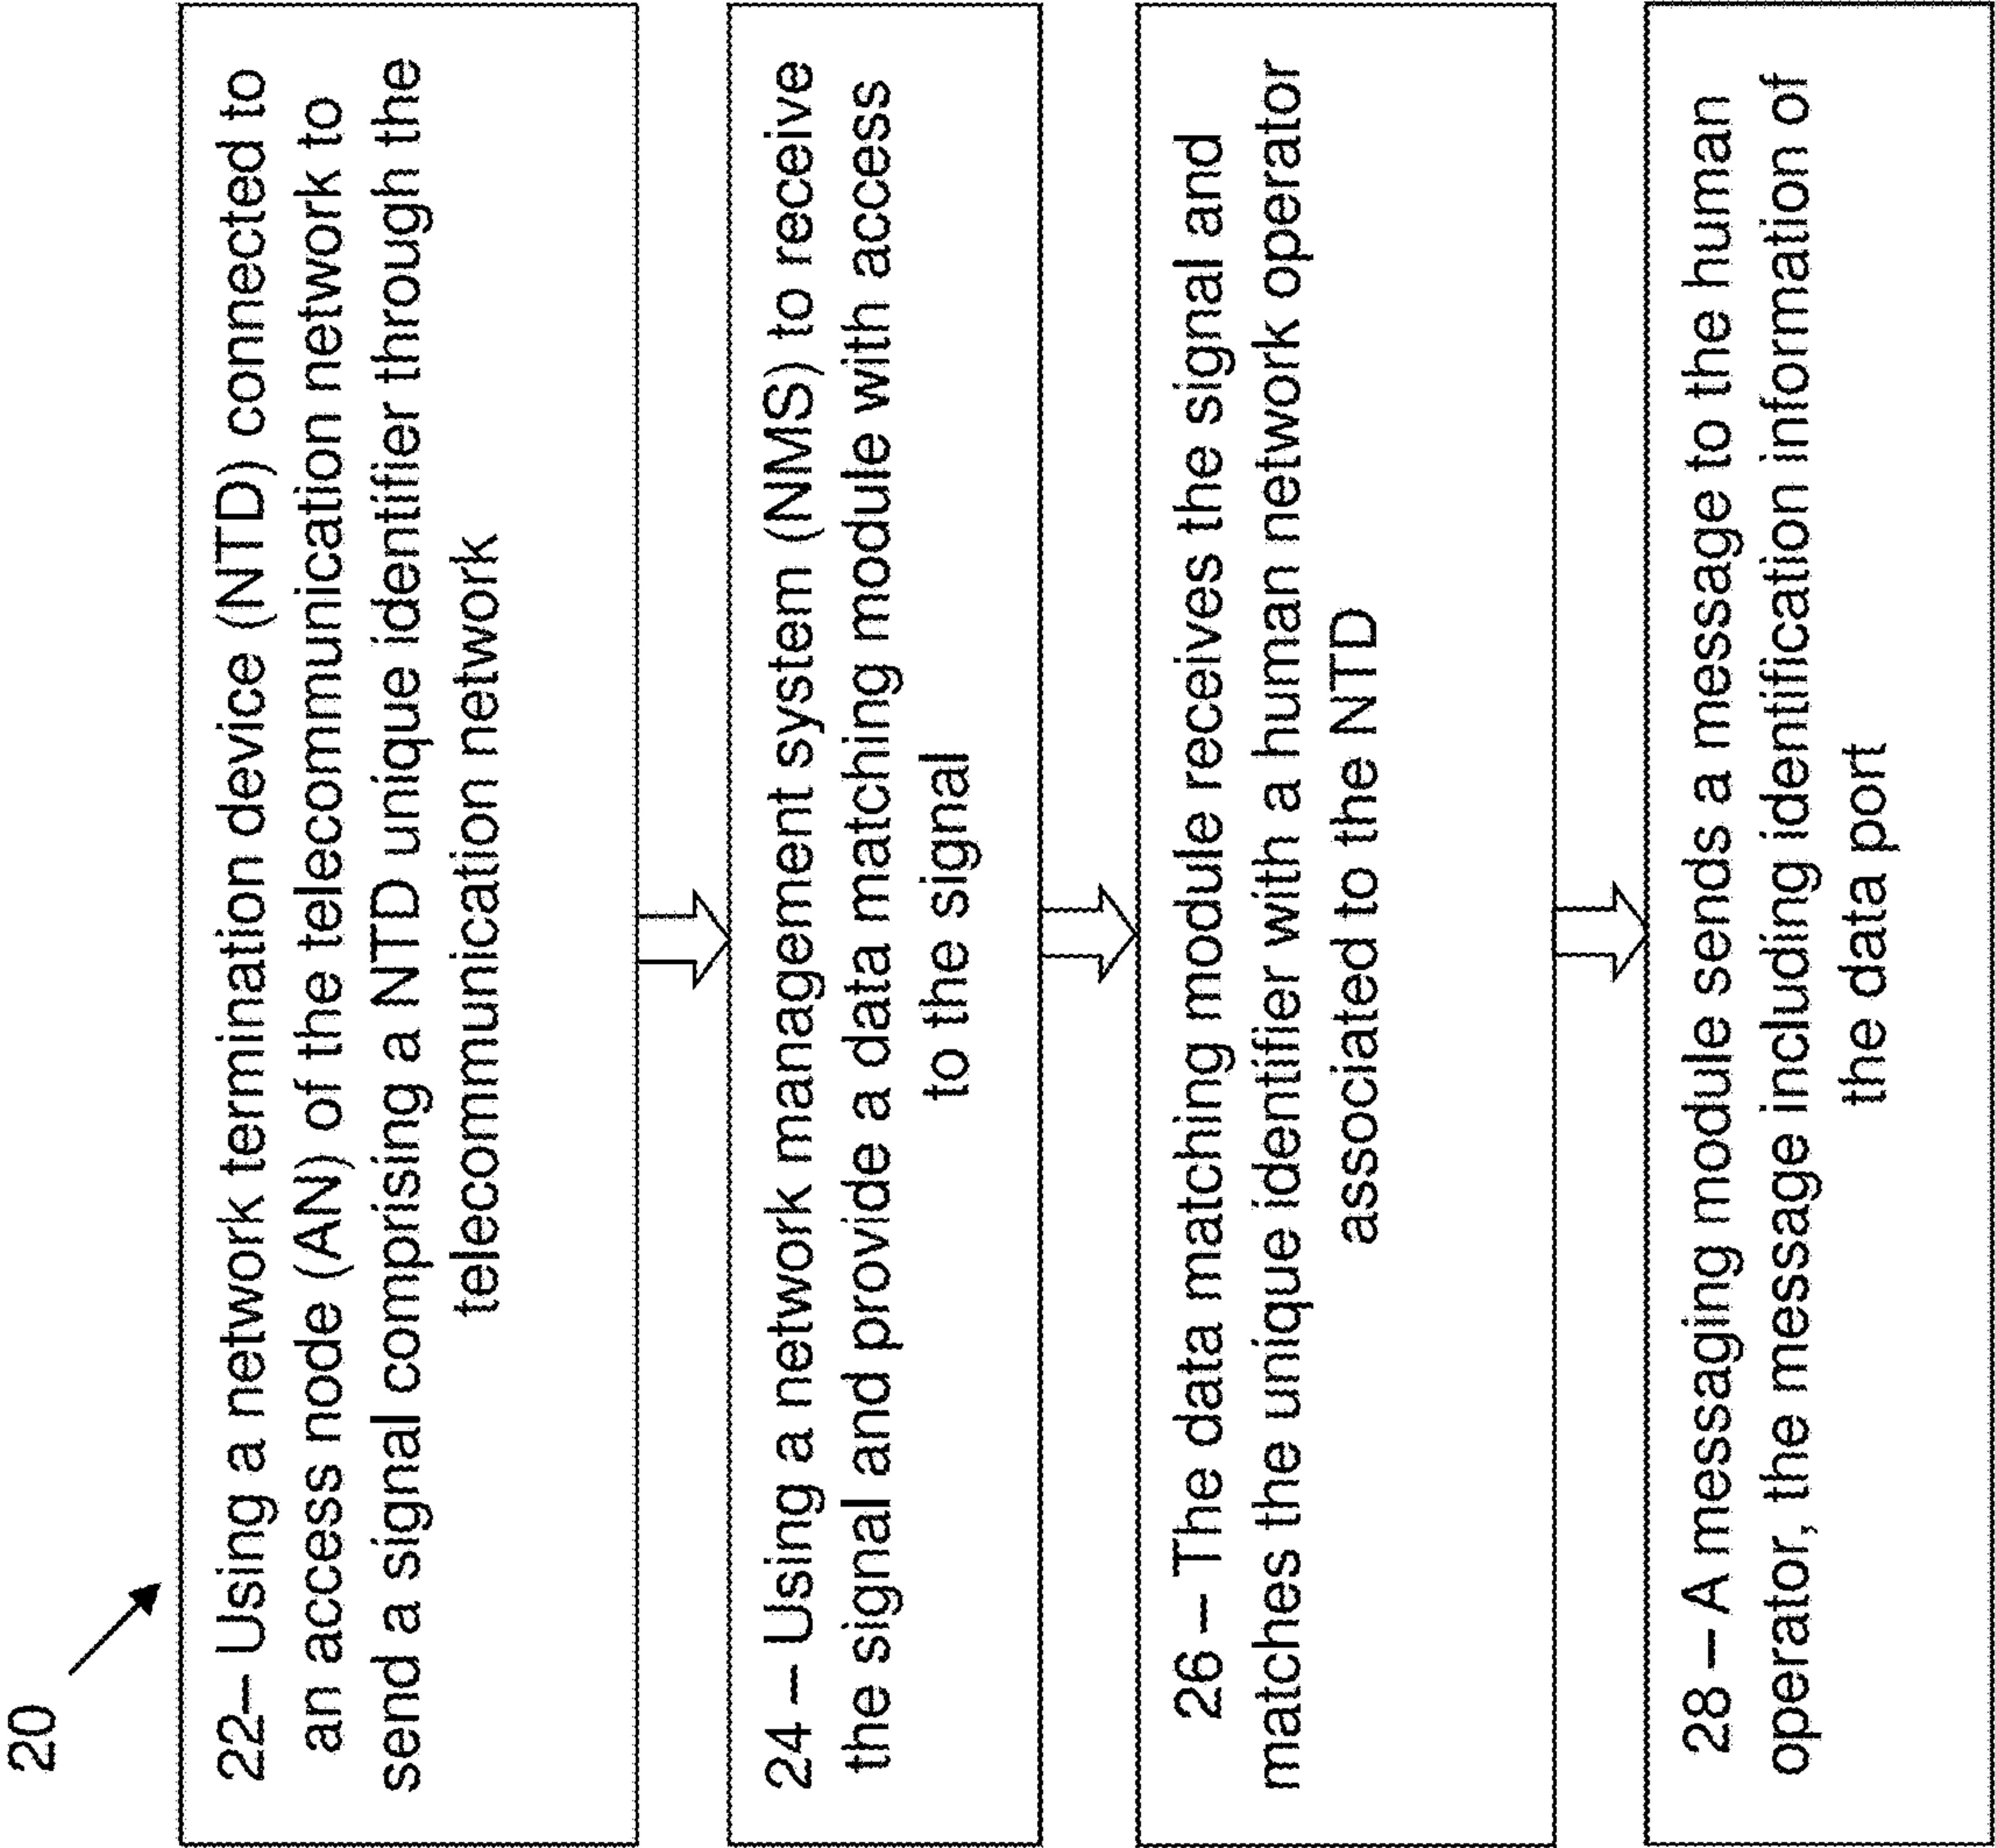 20
22– Using a network termination device (NTD) connected to
an access node (AN) of the telecommunication network to
send a signal comprising a NTD unique identifier through the
telecommunication network
24 – Using a network management system (NMS) to receive
the signal and provide a data matching module with access
to the signal
26 – The data matching module receives the signal and
matches the unique identifier with a human network operator
associated to the NTD
28 – A messaging module sends a message to the human
operator, the message including identification information of
the data port